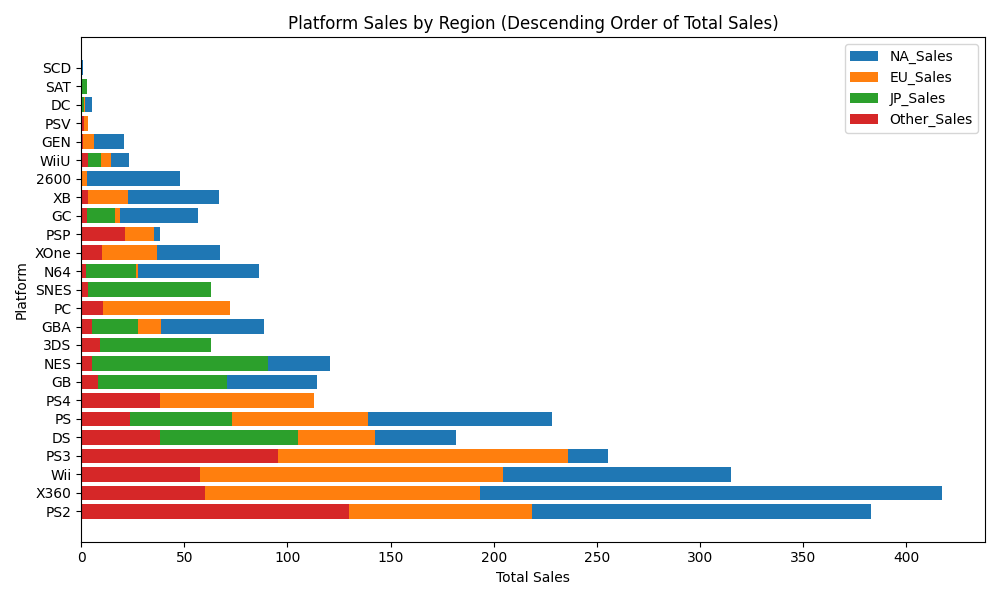 Platform Sales by Region (Descending Order of Total Sales)
NA_Sales
EU_Sales
JP_Sales
Other_Sales
Platform
SCD
SAT
DC
PSV
GEN
WiiU
2600
XB
GC
PSP
XOne
N64
SNES
PC
GBA
3DS
NES
GB
PS4
PS
DS
PS3
Wii
X360
PS2
0 50 100 150 200 250 300 350 400
Total Sales